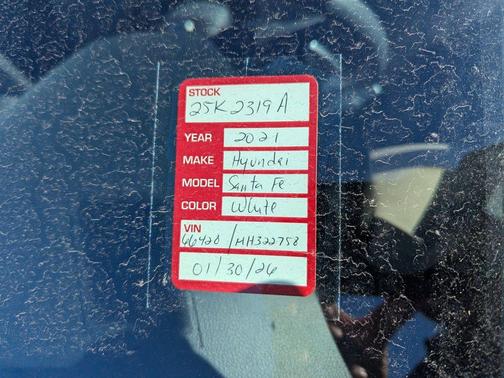 STOCK
25K2319A
YEAR 2021
MAKE Hyundai
MODEL Santa Fe
COLOR White
VIN
66420/MH322758
01/30/26